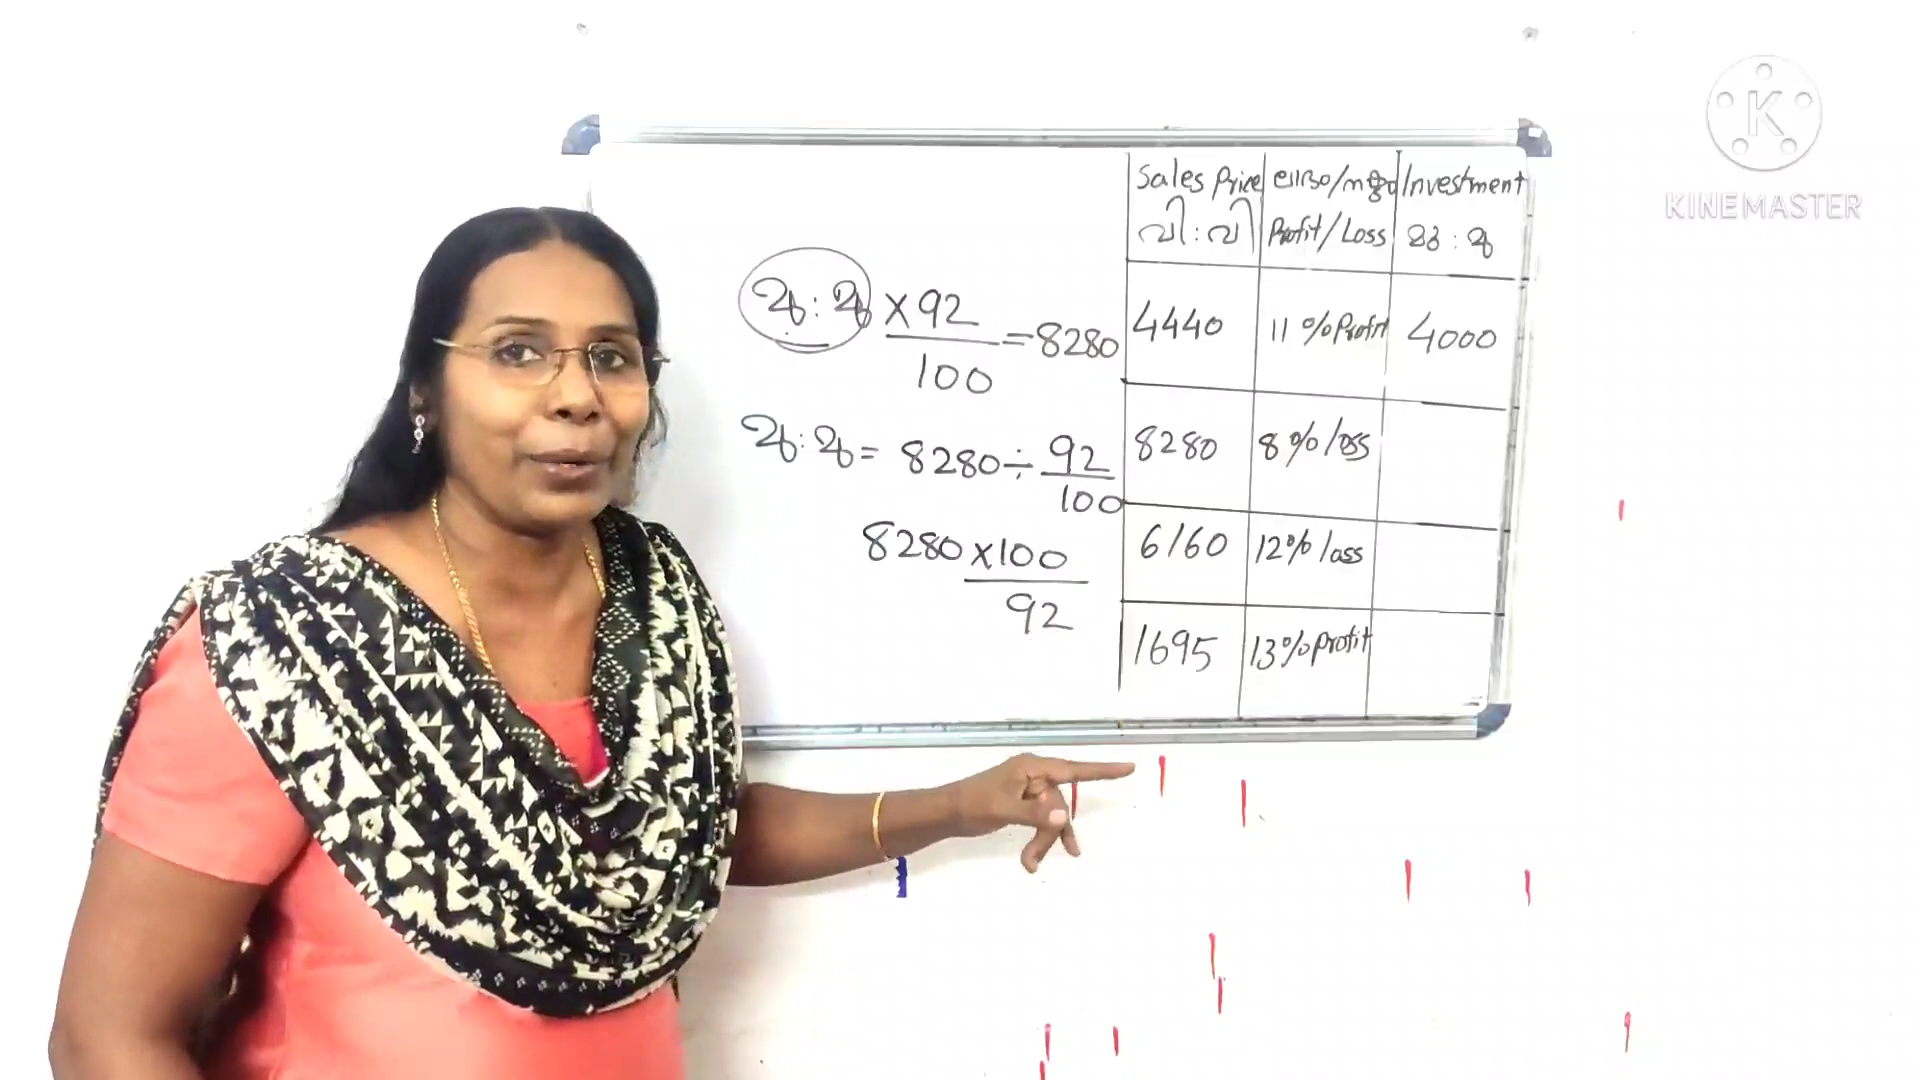 Sales Price
ലാഭം/നഷ്ടം
Investment
വി : വി
Profit/Loss
മു : മു
മു : മു × 92
100
= 8280
4440
11 % Profit
4000
മു : മു = 8280 ÷ 92
100
8280
8% loss
8280 × 100
92
6160
12% loss
1695
13% Profit
K
KINEMASTER